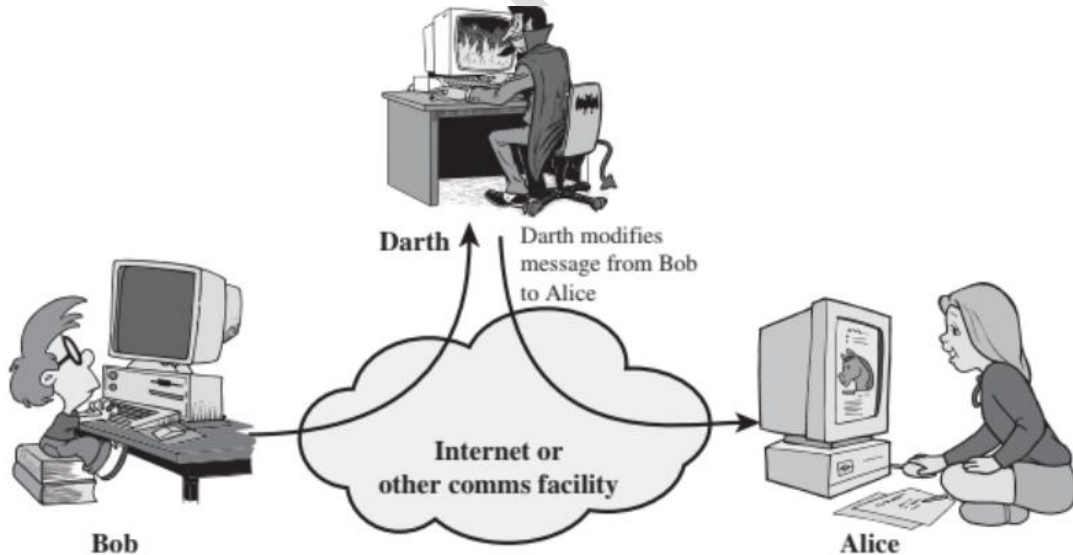 Darth
Darth modifies
message from Bob
to Alice
Internet or
other comms facility
Bob
Alice